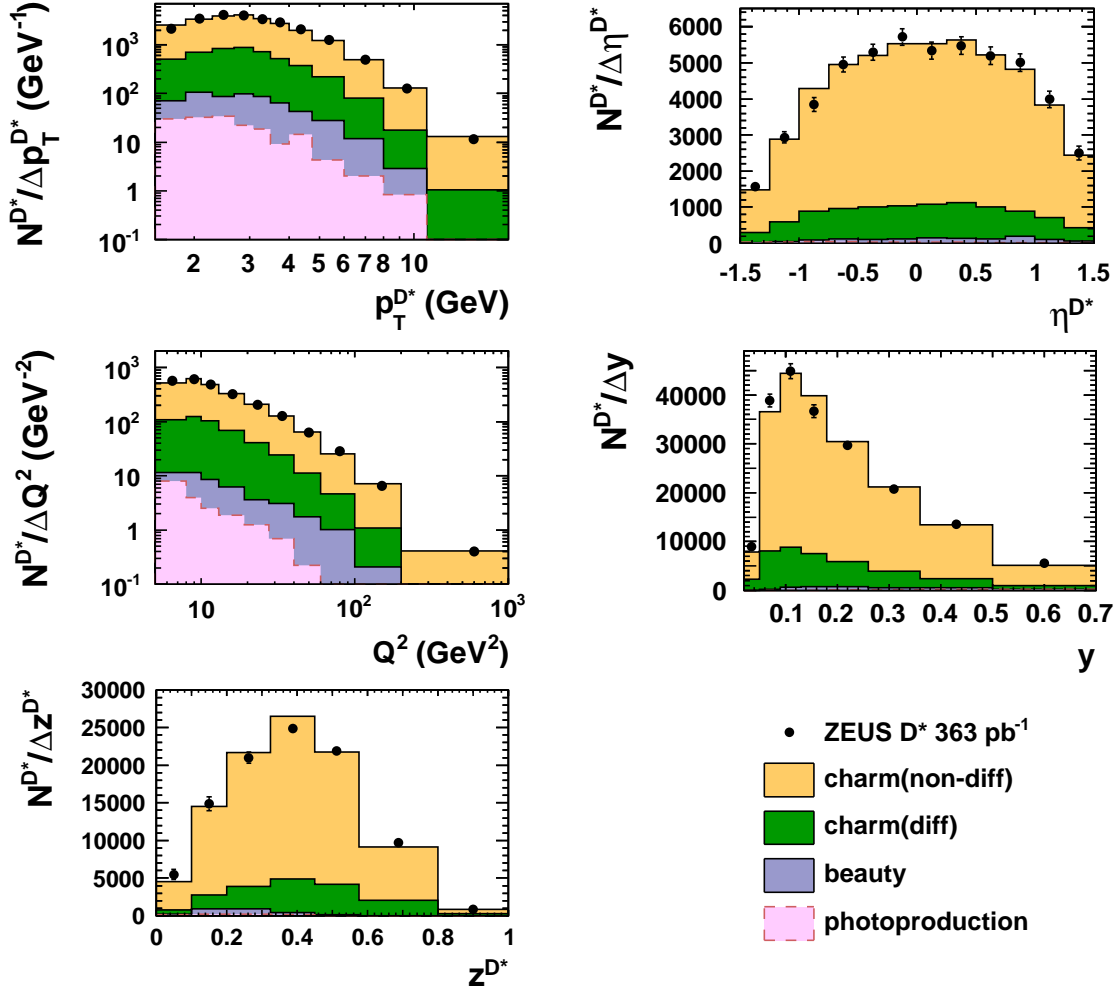 N^{D*}/Δp_T^{D*} (GeV^{-1})
10^3
10^2
10
1
10^{-1}
2 3 4 5 6 7 8 10
p_T^{D*} (GeV)
N^{D*}/Δη^{D*}
6000
5000
4000
3000
2000
1000
0
-1.5 -1 -0.5 0 0.5 1 1.5
η^{D*}
N^{D*}/ΔQ^2 (GeV^{-2})
10^3
10^2
10
1
10^{-1}
10 10^2 10^3
Q^2 (GeV^2)
N^{D*}/Δy
40000
30000
20000
10000
0
0.1 0.2 0.3 0.4 0.5 0.6 0.7
y
N^{D*}/Δz^{D*}
30000
25000
20000
15000
10000
5000
0
0 0.2 0.4 0.6 0.8 1
z^{D*}
ZEUS D* 363 pb^{-1}
charm(non-diff)
charm(diff)
beauty
photoproduction